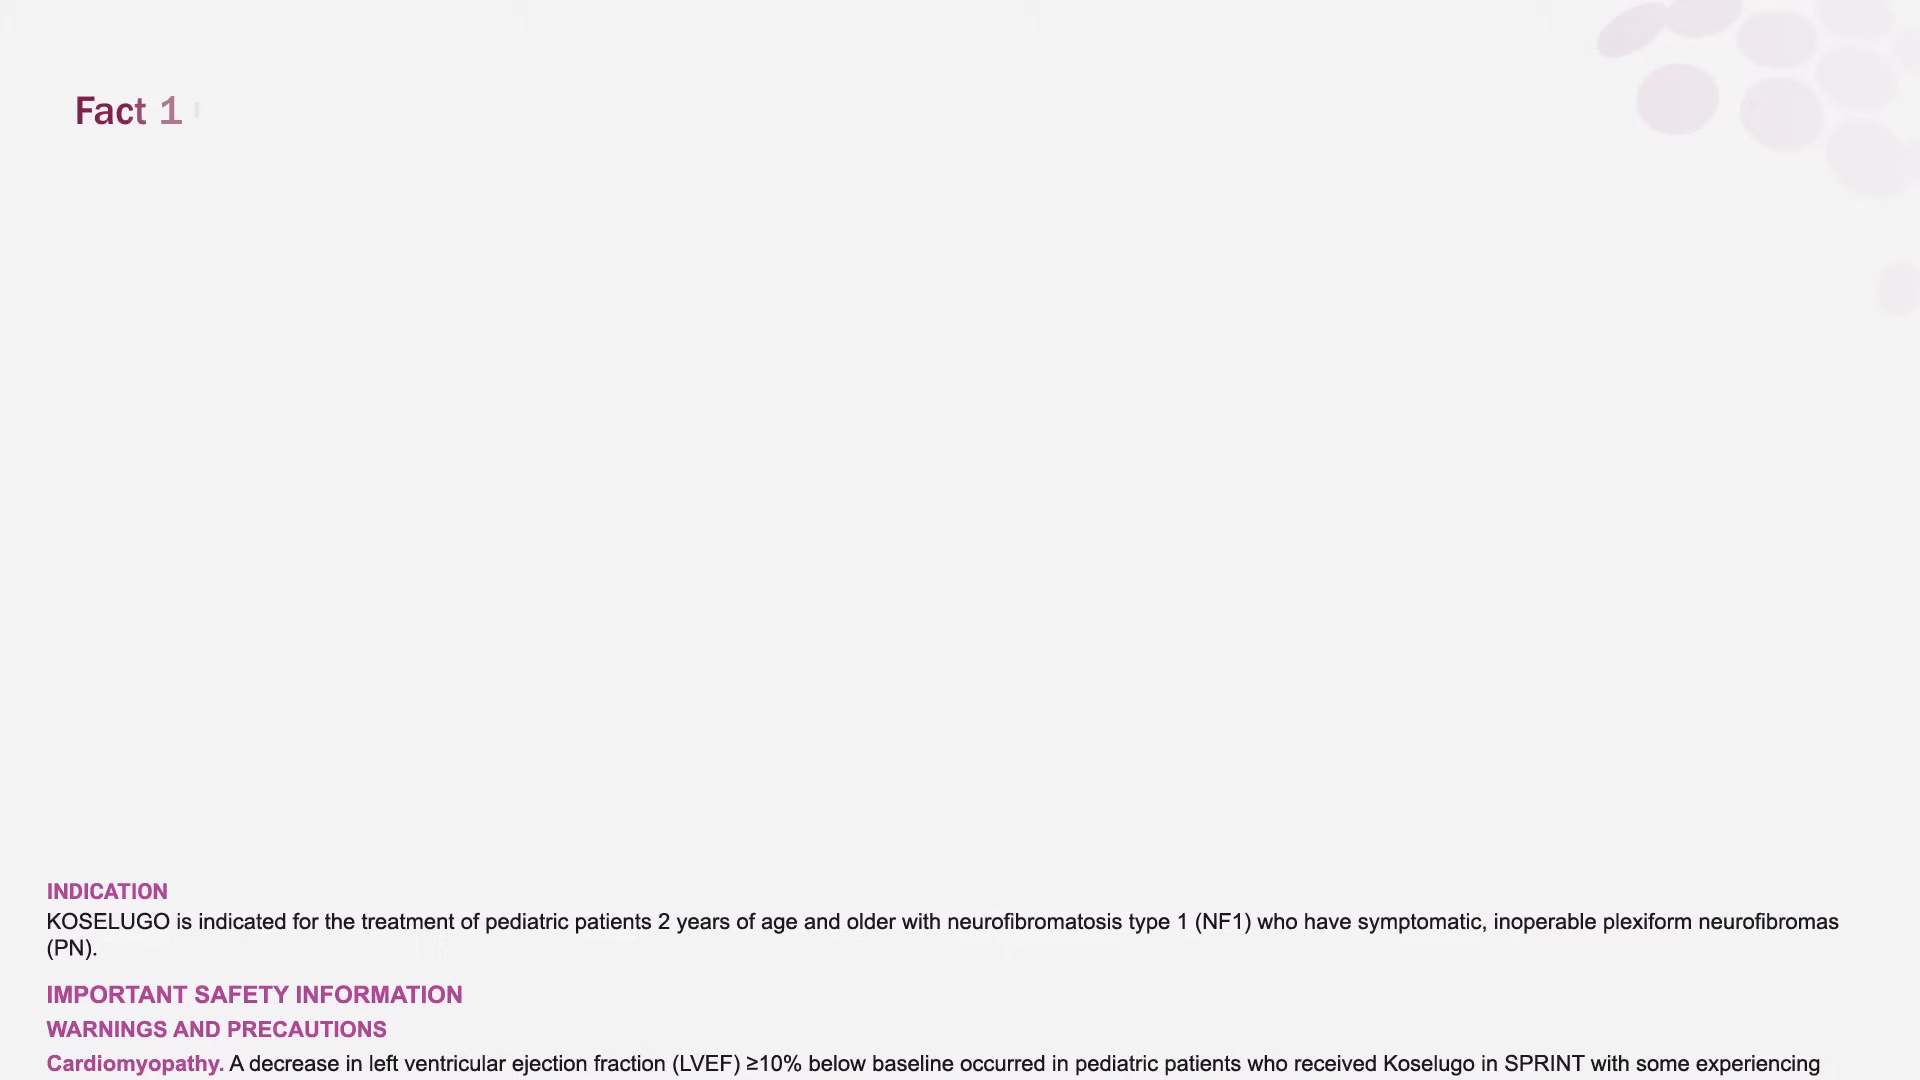 Fact 1
INDICATION
KOSELUGO is indicated for the treatment of pediatric patients 2 years of age and older with neurofibromatosis type 1 (NF1) who have symptomatic, inoperable plexiform neurofibromas
(PN).
IMPORTANT SAFETY INFORMATION
WARNINGS AND PRECAUTIONS
Cardiomyopathy. A decrease in left ventricular ejection fraction (LVEF) ≥10% below baseline occurred in pediatric patients who received Koselugo in SPRINT with some experiencing